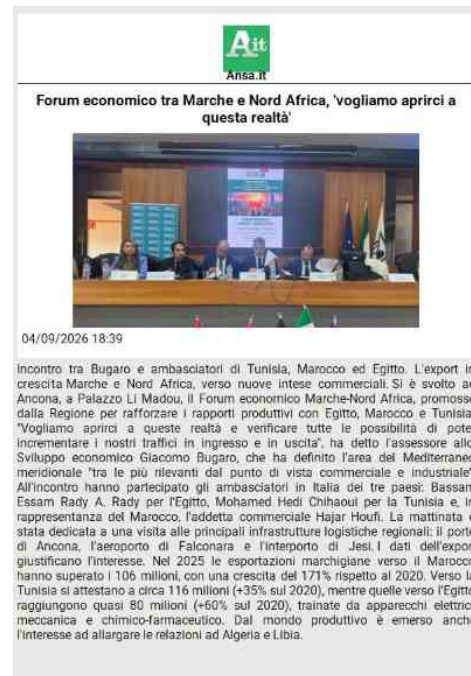 Ait
Ansa.it
Forum economico tra Marche e Nord Africa, 'vogliamo aprirci a
questa realtà'
04/09/2026 18:39
Incontro tra Bugaro e ambasciatori di Tunisia, Marocco ed Egitto. L'export in
crescita Marche e Nord Africa, verso nuove intese commerciali. Si è svolto ad
Ancona, a Palazzo Li Madou, il Forum economico Marche-Nord Africa, promosso
dalla Regione per rafforzare i rapporti produttivi con Egitto, Marocco e Tunisia.
"Vogliamo aprirci a queste realtà e verificare tutte le possibilità di poter
incrementare i nostri traffici in ingresso e in uscita", ha detto l'assessore allo
Sviluppo economico Giacomo Bugaro, che ha definito l'area del Mediterraneo
meridionale "tra le più rilevanti dal punto di vista commerciale e industriale".
All'incontro hanno partecipato gli ambasciatori in Italia dei tre paesi: Bassam
Essam Rady A. Rady per l'Egitto, Mohamed Hedi Chihaoui per la Tunisia e, in
rappresentanza del Marocco, l'addetta commerciale Hajar Houfi. La mattinata è
stata dedicata a una visita alle principali infrastrutture logistiche regionali: il porto
di Ancona, l'aeroporto di Falconara e l'interporto di Jesi. I dati dell'export
giustificano l'interesse. Nel 2025 le esportazioni marchigiane verso il Marocco
hanno superato i 106 milioni, con una crescita del 171% rispetto al 2020. Verso la
Tunisia si attestano a circa 116 milioni (+35% sul 2020), mentre quelle verso l'Egitto
raggiungono quasi 80 milioni (+60% sul 2020), trainate da apparecchi elettrici,
meccanica e chimico-farmaceutico. Dal mondo produttivo è emerso anche
l'interesse ad allargare le relazioni ad Algeria e Libia.